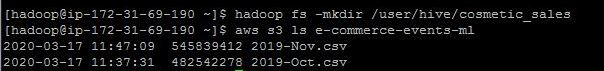 [hadoop@ip-172-31-69-190 ~]$ hadoop fs -mkdir /user/hive/cosmetic_sales
[hadoop@ip-172-31-69-190 ~]$ aws s3 ls e-commerce-events-ml
2020-03-17 11:47:09  545839412 2019-Nov.csv
2020-03-17 11:37:31  482542278 2019-Oct.csv